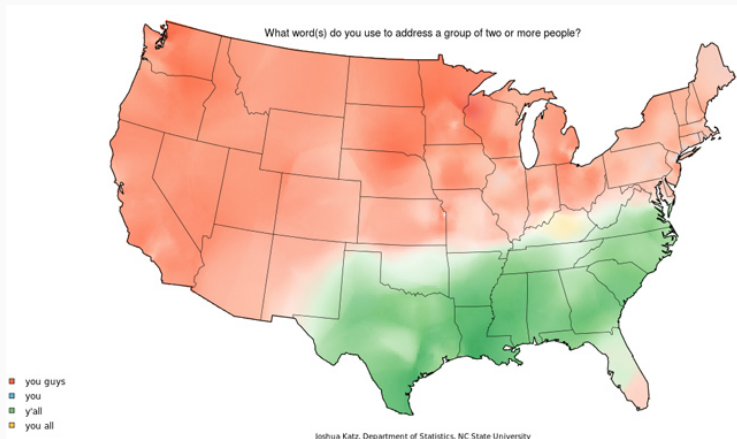 What word(s) do you use to address a group of two or more people?
you guys
you
y'all
you all
Joshua Katz, Department of Statistics, NC State University